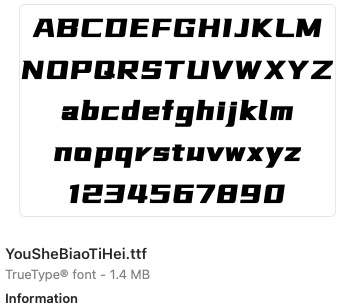 ABCDEFGHIJKLM
NOPQRSTUVWXYZ
abcdefghijklm
nopqrstuvwxyz
1234567890
YouSheBiaoTiHei.ttf
TrueType® font - 1.4 MB
Information